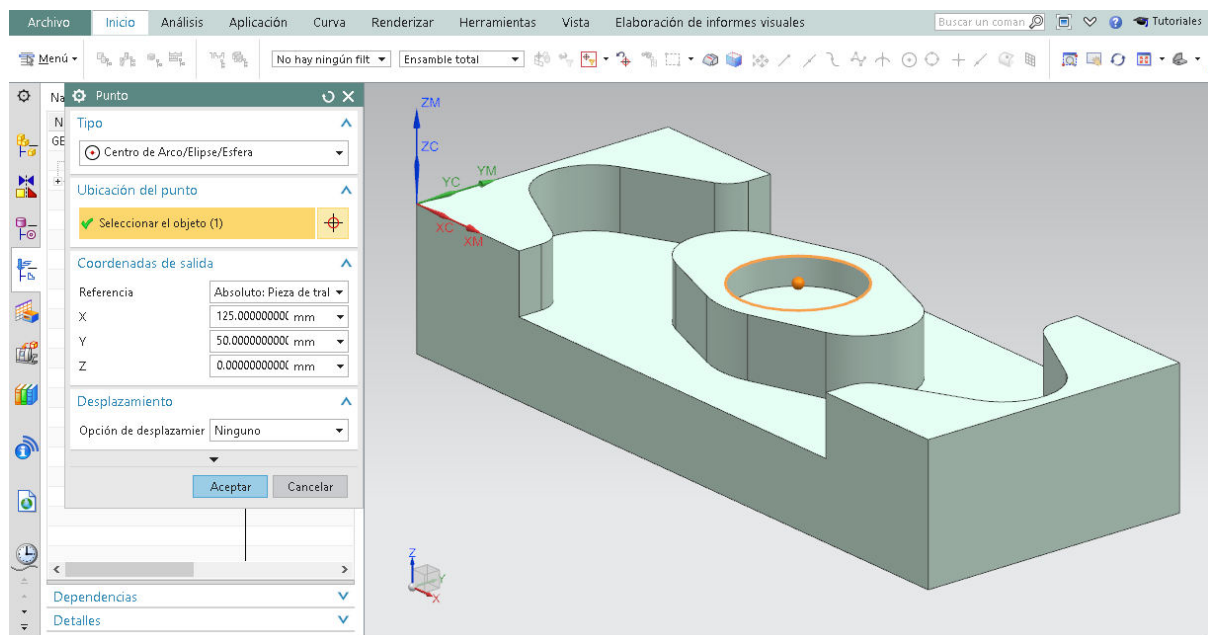 Archivo Inicio Análisis Aplicación Curva Renderizar Herramientas Vista Elaboración de informes visuales Buscar un coman Tutoriales
Menú No hay ningún filt Ensamble total
Na Punto
N Tipo
GE Centro de Arco/Elipse/Esfera
Ubicación del punto
Seleccionar el objeto (1)
Coordenadas de salida
Referencia Absoluto: Pieza de tral
X 125.00000000( mm
Y 50.000000000( mm
Z 0.0000000000( mm
Desplazamiento
Opción de desplazamier Ninguno
Aceptar Cancelar
Dependencias
Detalles
ZM
ZC
YM
YC
XC
XM
Z
Y
X